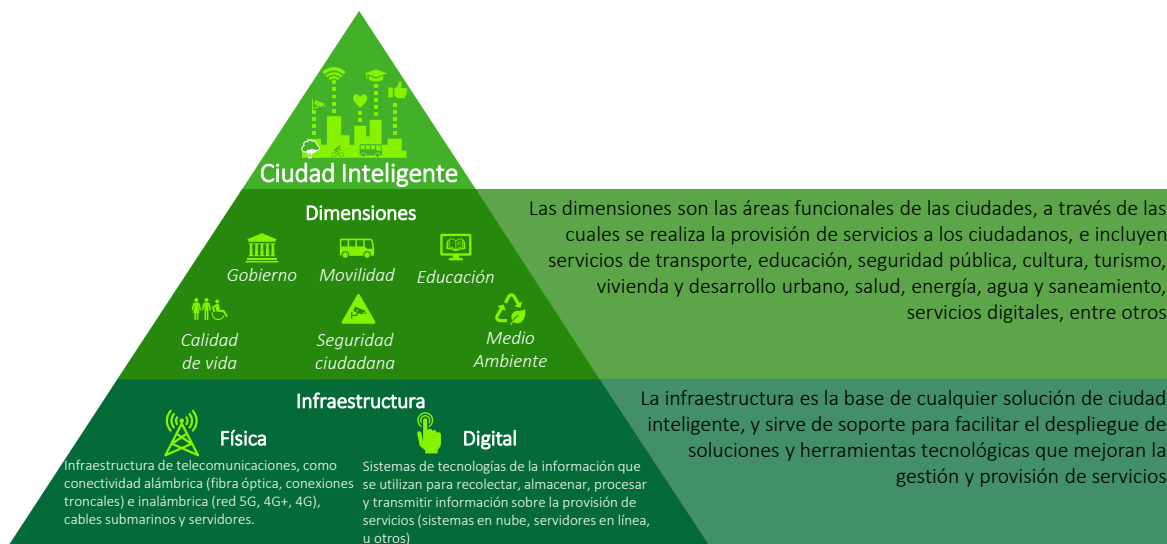 Ciudad Inteligente
Dimensiones
Gobierno
Movilidad
Educación
Calidad
de vida
Seguridad
ciudadana
Medio
Ambiente
Las dimensiones son las áreas funcionales de las ciudades, a través de las
cuales se realiza la provisión de servicios a los ciudadanos, e incluyen
servicios de transporte, educación, seguridad pública, cultura, turismo,
vivienda y desarrollo urbano, salud, energía, agua y saneamiento,
servicios digitales, entre otros
Infraestructura
Física
Infraestructura de telecomunicaciones, como
conectividad alámbrica (fibra óptica, conexiones
troncales) e inalámbrica (red 5G, 4G+, 4G),
cables submarinos y servidores.
Digital
Sistemas de tecnologías de la información que
se utilizan para recolectar, almacenar, procesar
y transmitir información sobre la provisión de
servicios (sistemas en nube, servidores en línea,
u otros)
La infraestructura es la base de cualquier solución de ciudad
inteligente, y sirve de soporte para facilitar el despliegue de
soluciones y herramientas tecnológicas que mejoran la
gestión y provisión de servicios